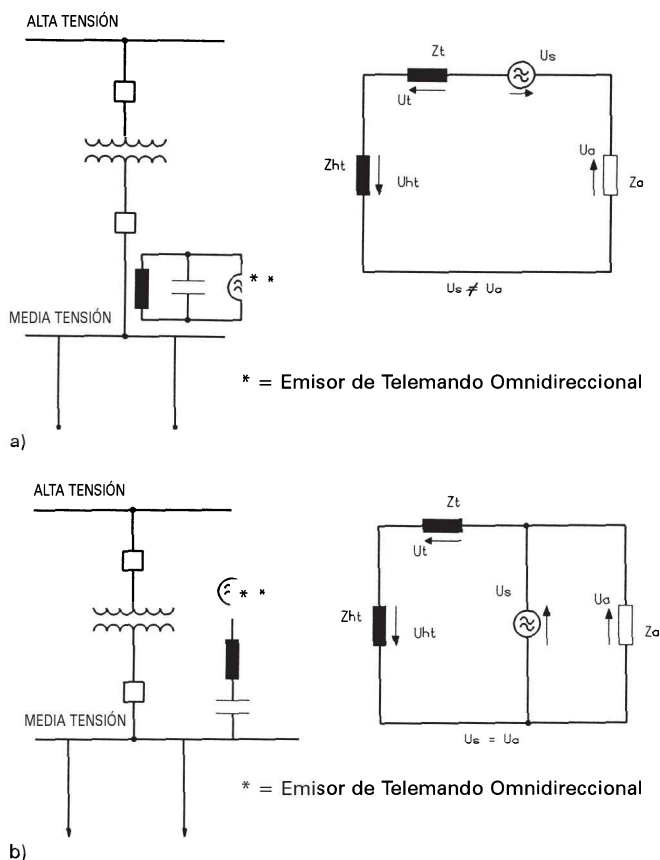 ALTA TENSIÓN
Zt
Us
Ut
Zht
Uht
Ua
Za
* *
MEDIA TENSIÓN
Us ≠ Ua
* = Emisor de Telemando Omnidireccional
a)
ALTA TENSIÓN
Zt
Ut
* *
Us
Ua
Zht
Uht
Za
MEDIA TENSIÓN
Us = Ua
* = Emisor de Telemando Omnidireccional
b)